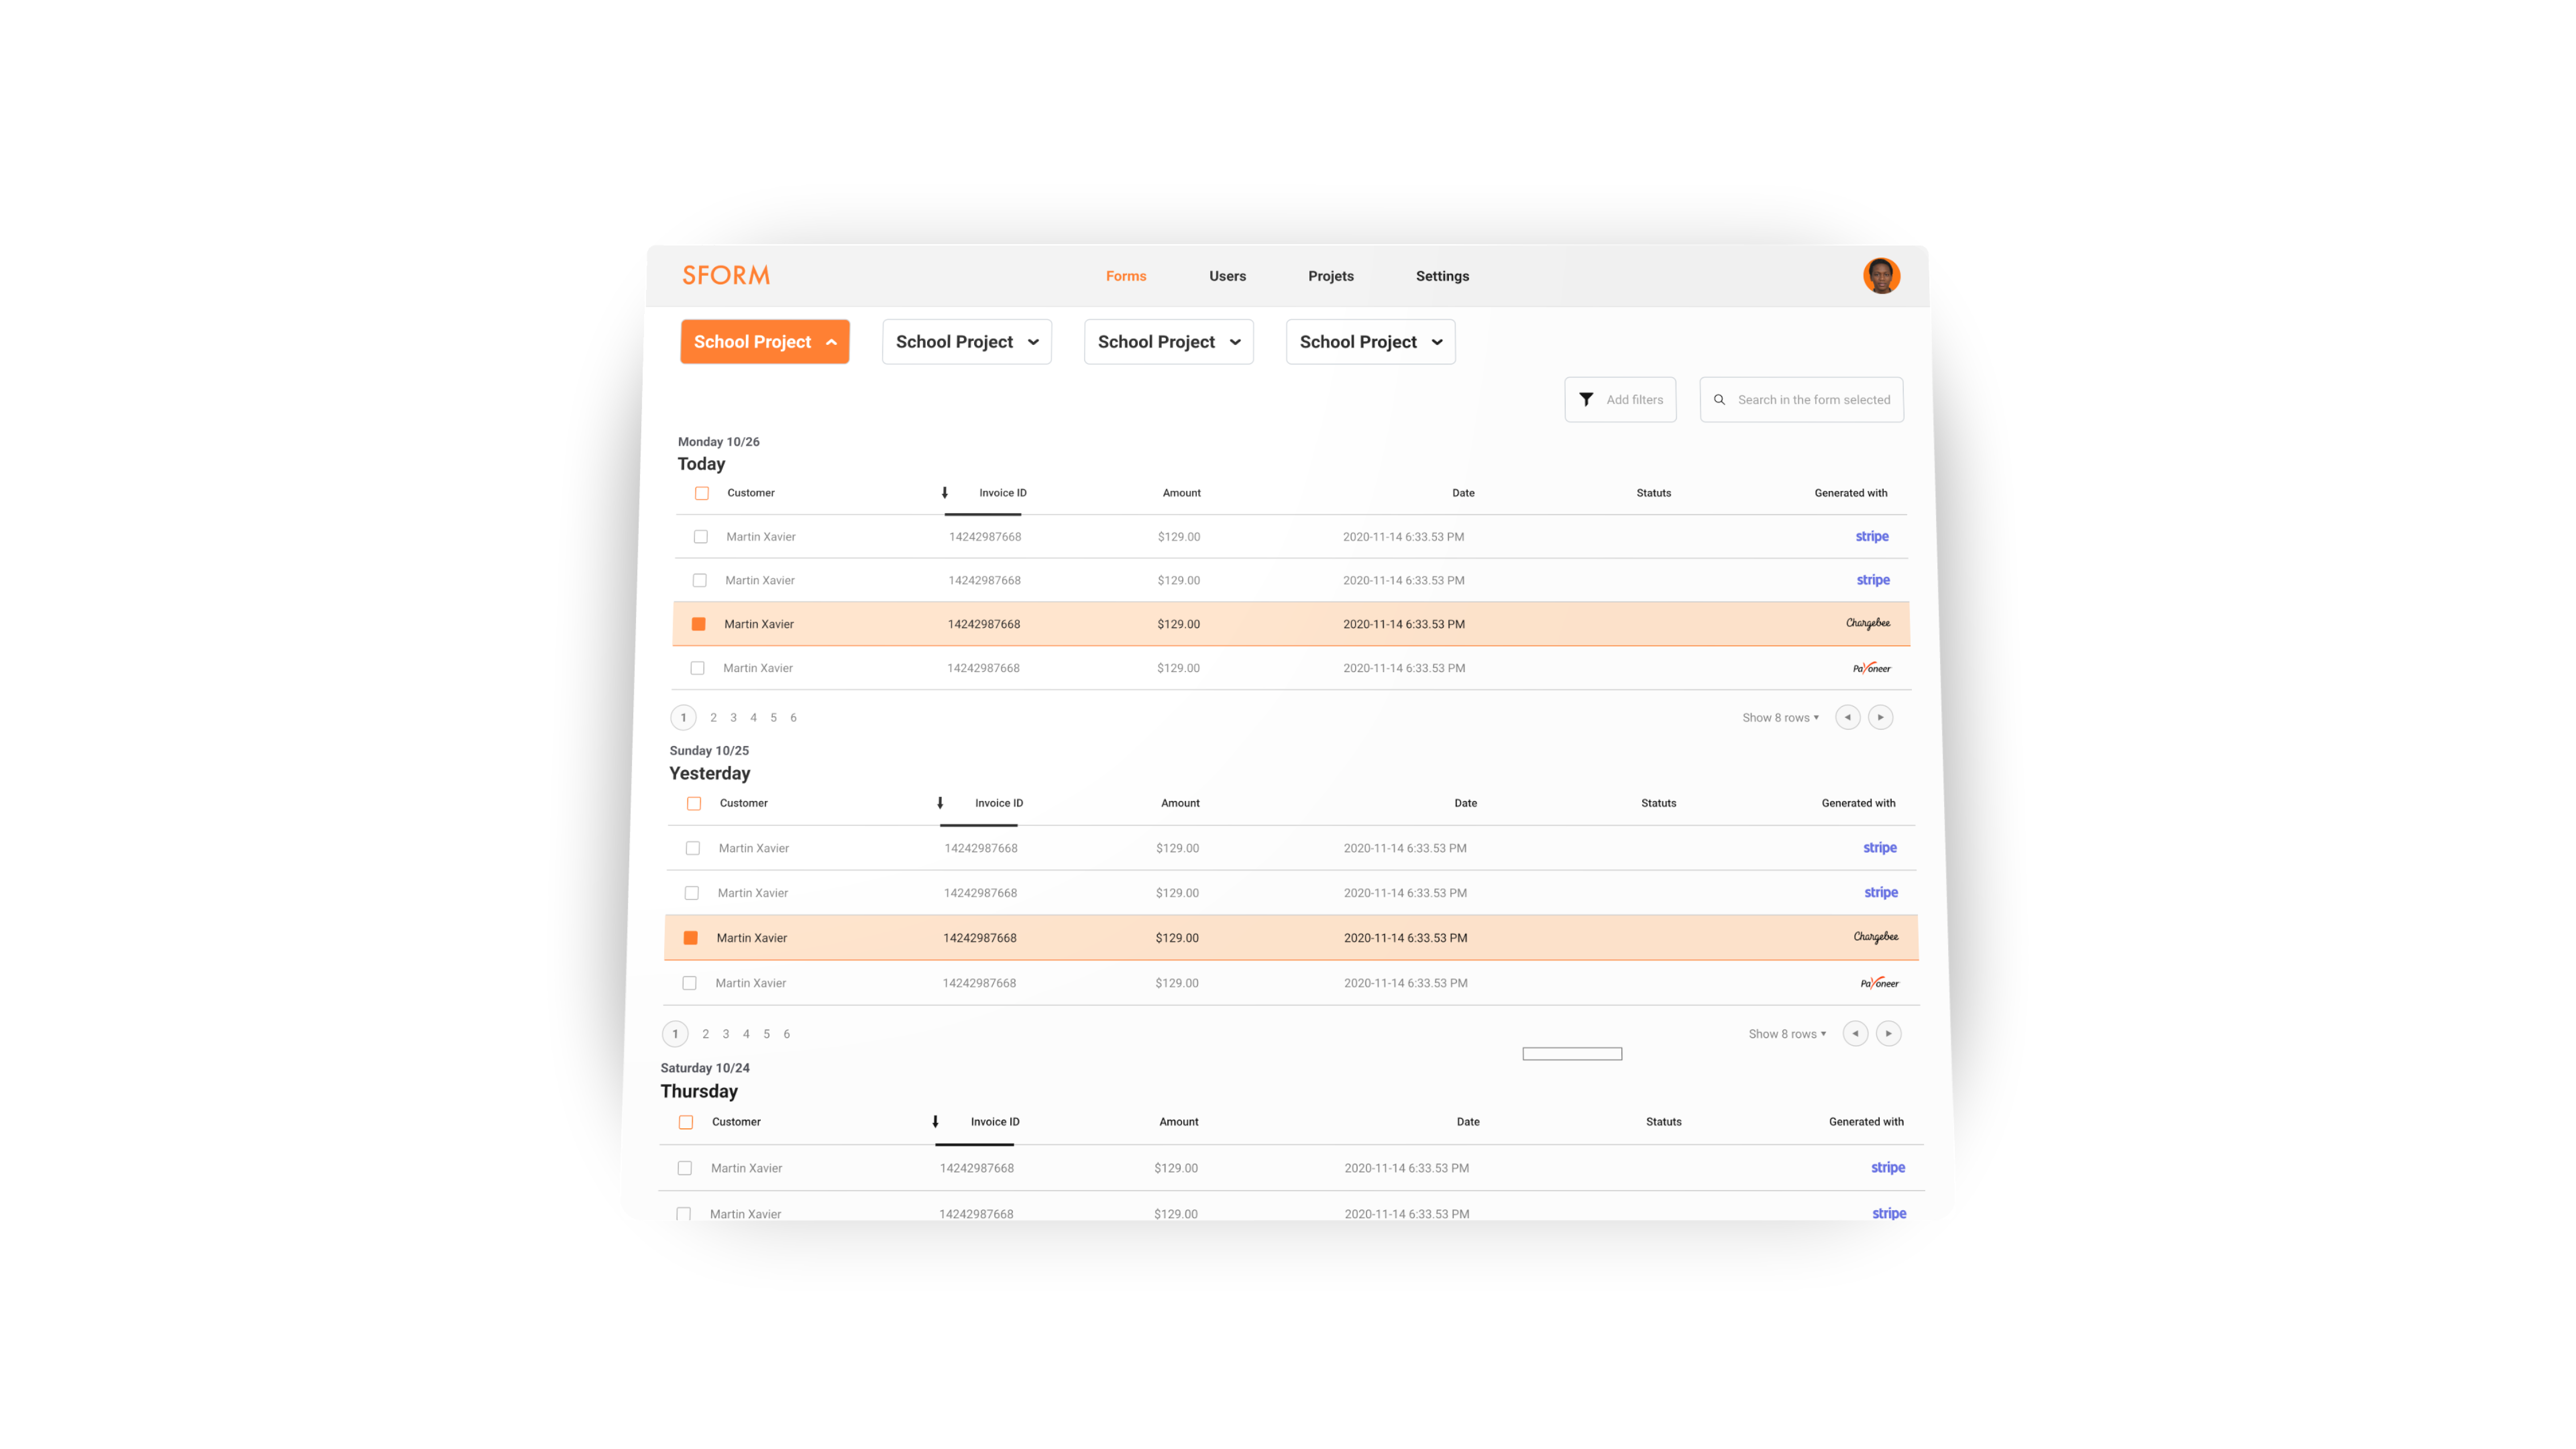 SFORM Forms Users Projets Settings
School Project School Project School Project School Project
Add filters Search in the form selected
Monday 10/26
Today
Customer Invoice ID Amount Date Statuts Generated with
Martin Xavier 14242987668 $129.00 2020-11-14 6:33.53 PM stripe
Martin Xavier 14242987668 $129.00 2020-11-14 6:33.53 PM stripe
Martin Xavier 14242987668 $129.00 2020-11-14 6:33.53 PM Chargebee
Martin Xavier 14242987668 $129.00 2020-11-14 6:33.53 PM Payoneer
1 2 3 4 5 6 Show 8 rows
Sunday 10/25
Yesterday
Customer Invoice ID Amount Date Statuts Generated with
Martin Xavier 14242987668 $129.00 2020-11-14 6:33.53 PM stripe
Martin Xavier 14242987668 $129.00 2020-11-14 6:33.53 PM stripe
Martin Xavier 14242987668 $129.00 2020-11-14 6:33.53 PM Chargebee
Martin Xavier 14242987668 $129.00 2020-11-14 6:33.53 PM Payoneer
1 2 3 4 5 6 Show 8 rows
Saturday 10/24
Thursday
Customer Invoice ID Amount Date Statuts Generated with
Martin Xavier 14242987668 $129.00 2020-11-14 6:33.53 PM stripe
Martin Xavier 14242987668 $129.00 2020-11-14 6:33.53 PM stripe